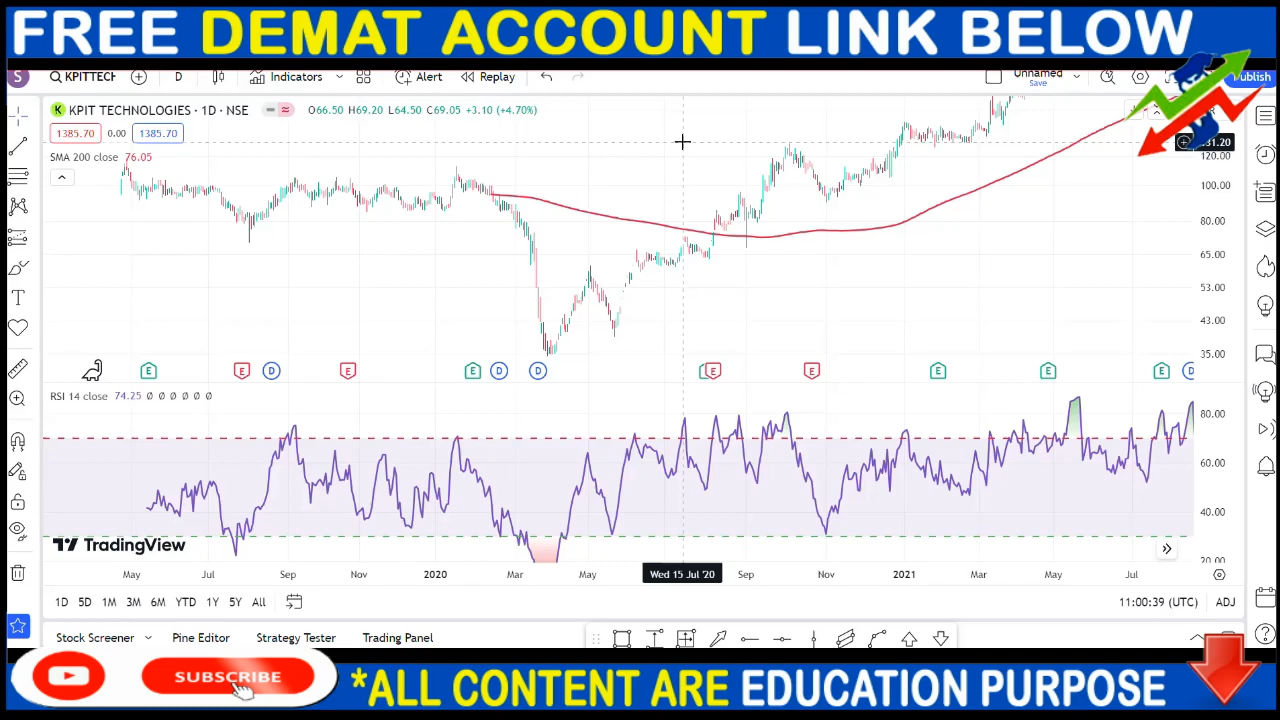 FREE DEMAT ACCOUNT LINK BELOW
S KPITTECH D Indicators Alert Replay Unnamed Save Publish
K KPIT TECHNOLOGIES · 1D · NSE O66.50 H69.20 L64.50 C69.05 +3.10 (+4.70%)
1385.70 0.00 1385.70
SMA 200 close 76.05
120.00
100.00
80.00
65.00
53.00
43.00
35.00
E E D E E D D E E E E E D
RSI 14 close 74.25 Ø Ø Ø Ø Ø Ø
80.00
60.00
40.00
20.00
TradingView
May Jul Sep Nov 2020 Mar May Wed 15 Jul '20 Sep Nov 2021 Mar May Jul
1D 5D 1M 3M 6M YTD 1Y 5Y All 11:00:39 (UTC) ADJ
Stock Screener Pine Editor Strategy Tester Trading Panel
SUBSCRIBE
*ALL CONTENT ARE EDUCATION PURPOSE